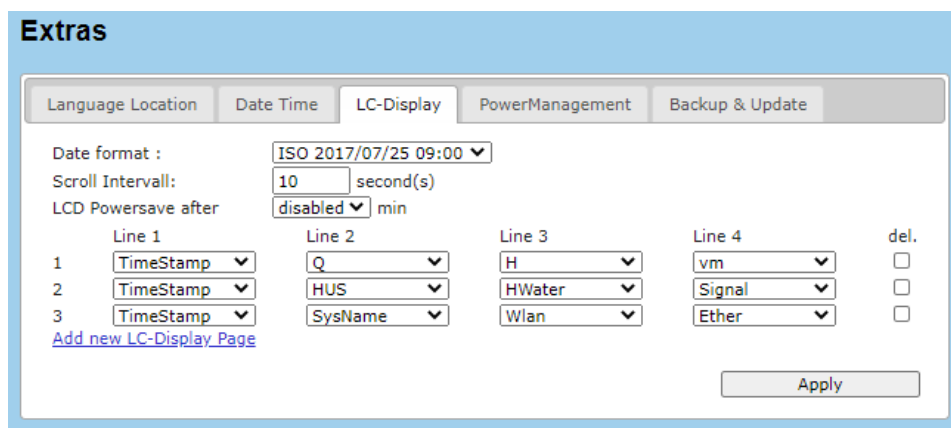 Extras
Language Location Date Time LC-Display PowerManagement Backup & Update
Date format : ISO 2017/07/25 09:00
Scroll Intervall: 10 second(s)
LCD Powersave after disabled min
Line 1 Line 2 Line 3 Line 4 del.
1 TimeStamp Q H vm
2 TimeStamp HUS HWater Signal
3 TimeStamp SysName Wlan Ether
Add new LC-Display Page
Apply